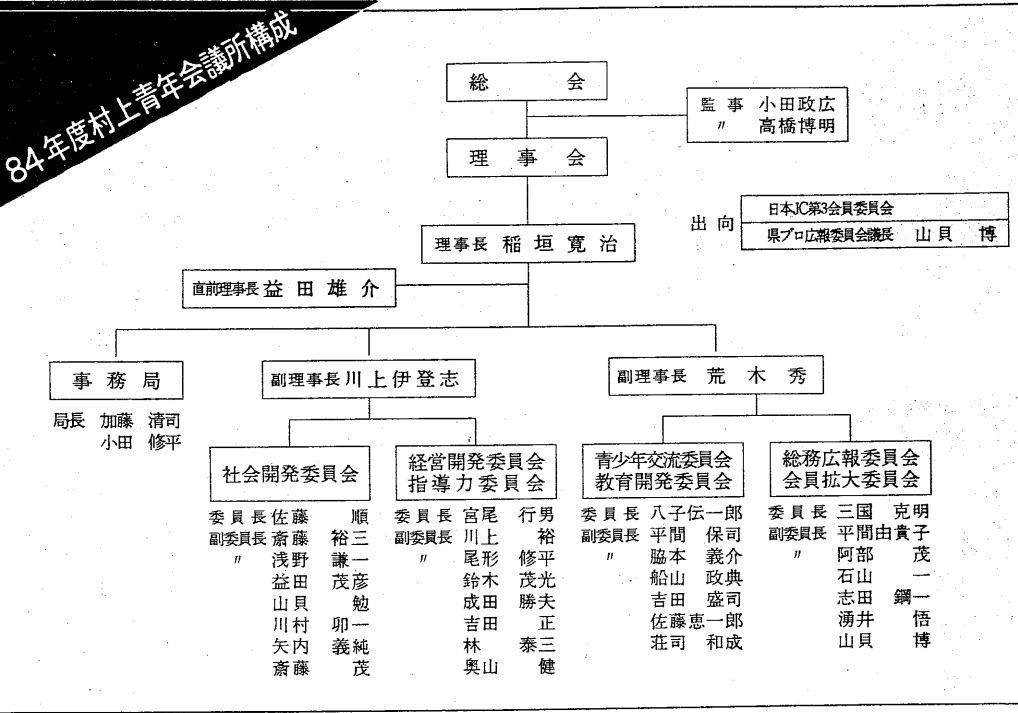 84年度村上青年会議所構成
総会
監事 小田政広
〃 高橋博明
理事会
出向
日本JC第3会員委員会
県ブロ広報委員会議長 山貝 博
理事長 稲垣寛治
直前理事長 益田雄介
事務局
局長 加藤 清司
小田 修平
副理事長 川上伊登志
副理事長 荒木秀
社会開発委員会
委員長 佐藤 順
副委員長 斎藤 裕三
〃 浅野 謙一
益田 茂彦
山貝 勉
川村 卯一
矢内 義純
斎藤 茂
経営開発委員会
指導力委員会
委員長 宮尾 行男
副委員長 川上 裕
〃 尾形 修平
鈴木 茂光
成田 勝夫
吉田 正
林 泰三
奥山 健
青少年交流委員会
教育開発委員会
委員長 八子伝一郎
副委員長 平間 保司
〃 脇本 義介
船山 政典
吉田 盛司
佐藤恵一郎
荘司 和成
総務広報委員会
会員拡大委員会
委員長 三国 克明
副委員長 平間由貴子
〃 阿部 茂
石山 一
志田 鋼一
湧井 悟
山貝 博